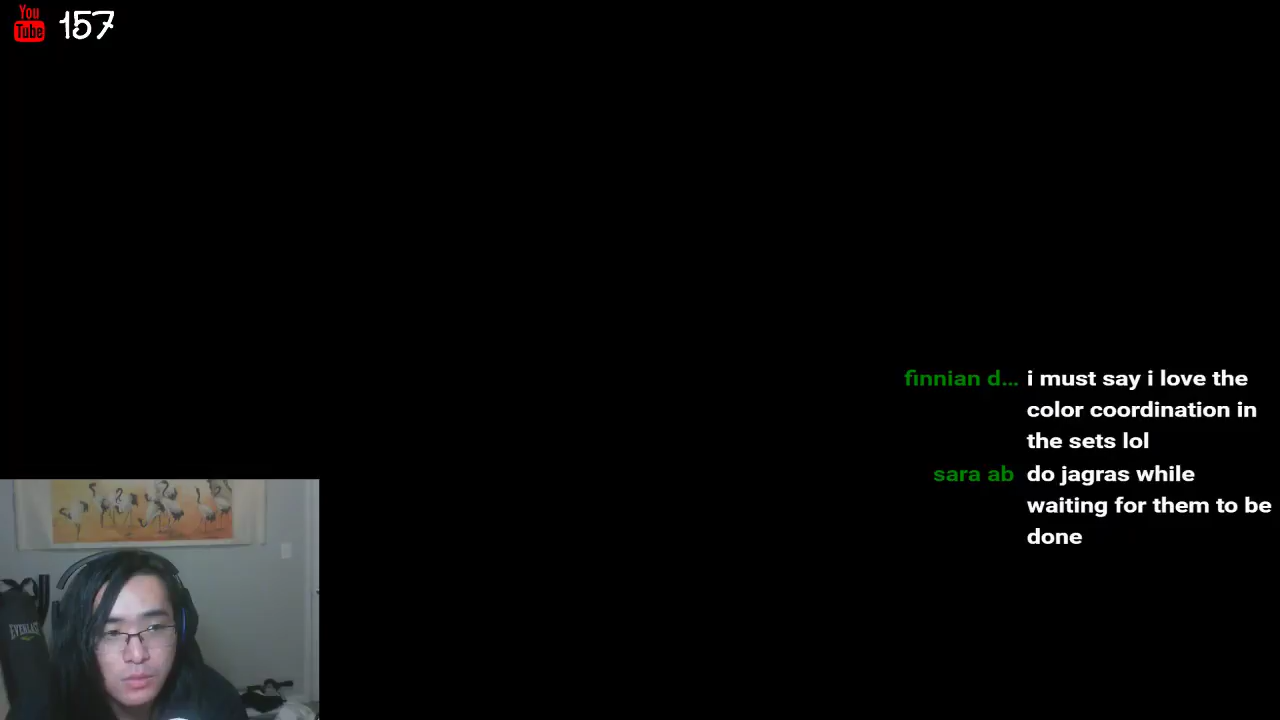 You
Tube 157
finnian d... i must say i love the
color coordination in
the sets lol
sara ab do jagras while
waiting for them to be
done
EVERLAST